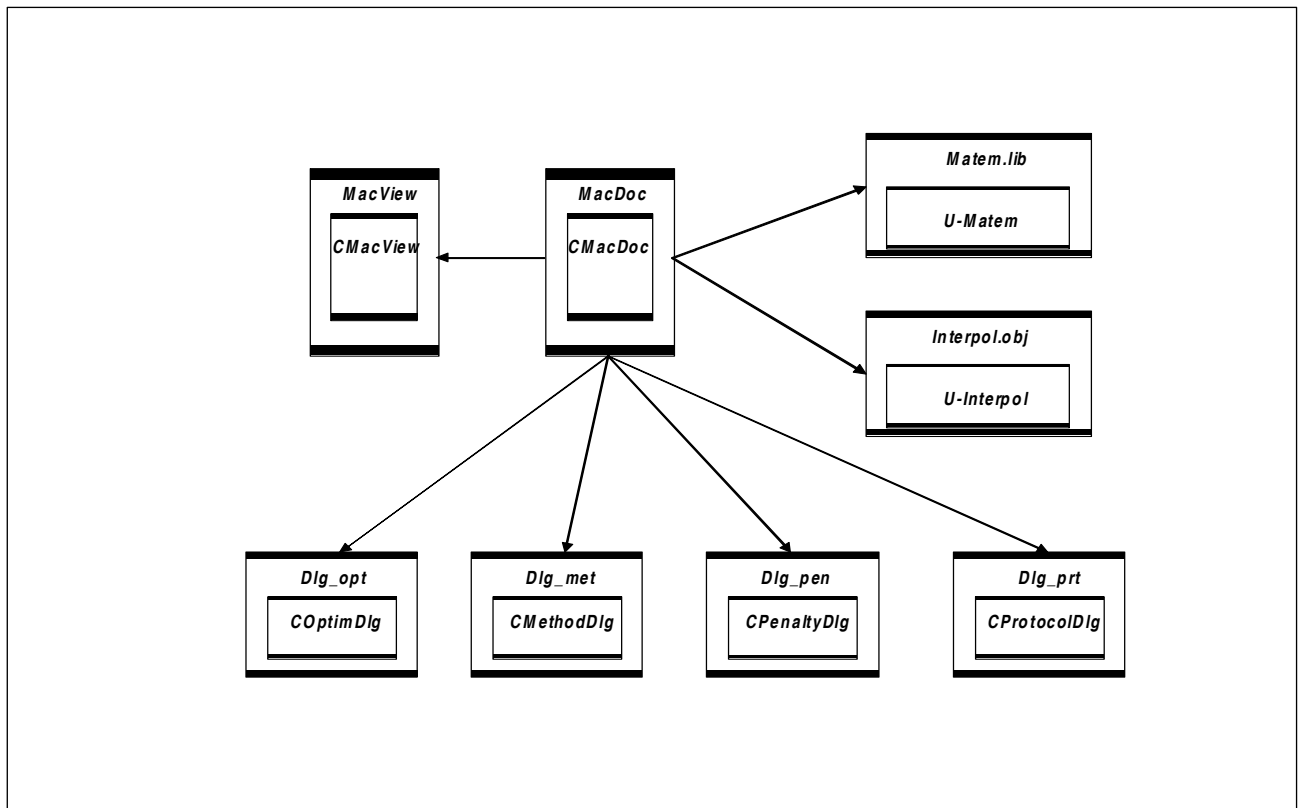 Matem.lib
U-Matem
MacView
CMacView
MacDoc
CMacDoc
Interpol.obj
U-Interpol
Dlg_opt
COptimDlg
Dlg_met
CMethodDlg
Dlg_pen
CPenaltyDlg
Dlg_prt
CProtocolDlg